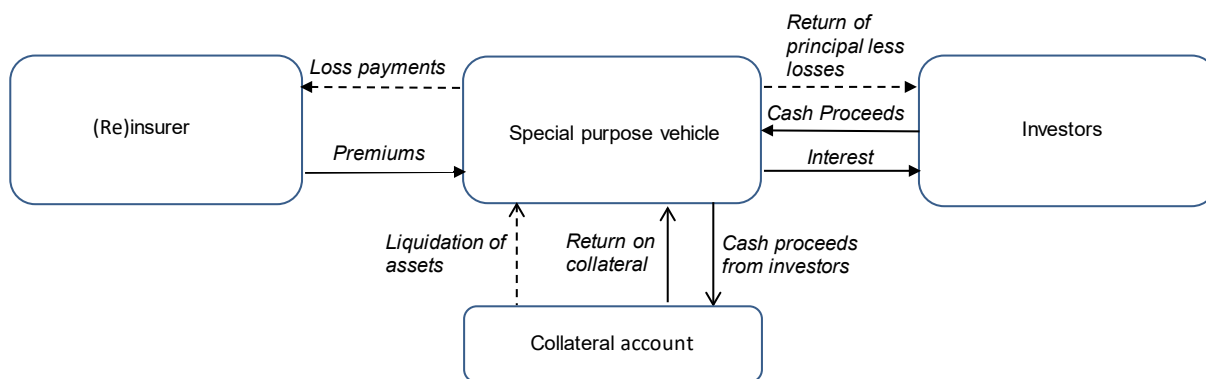 Return of
principal less
losses
Loss payments
Cash Proceeds
(Re)insurer
Special purpose vehicle
Investors
Premiums
Interest
Liquidation of
assets
Return on
collateral
Cash proceeds
from investors
Collateral account